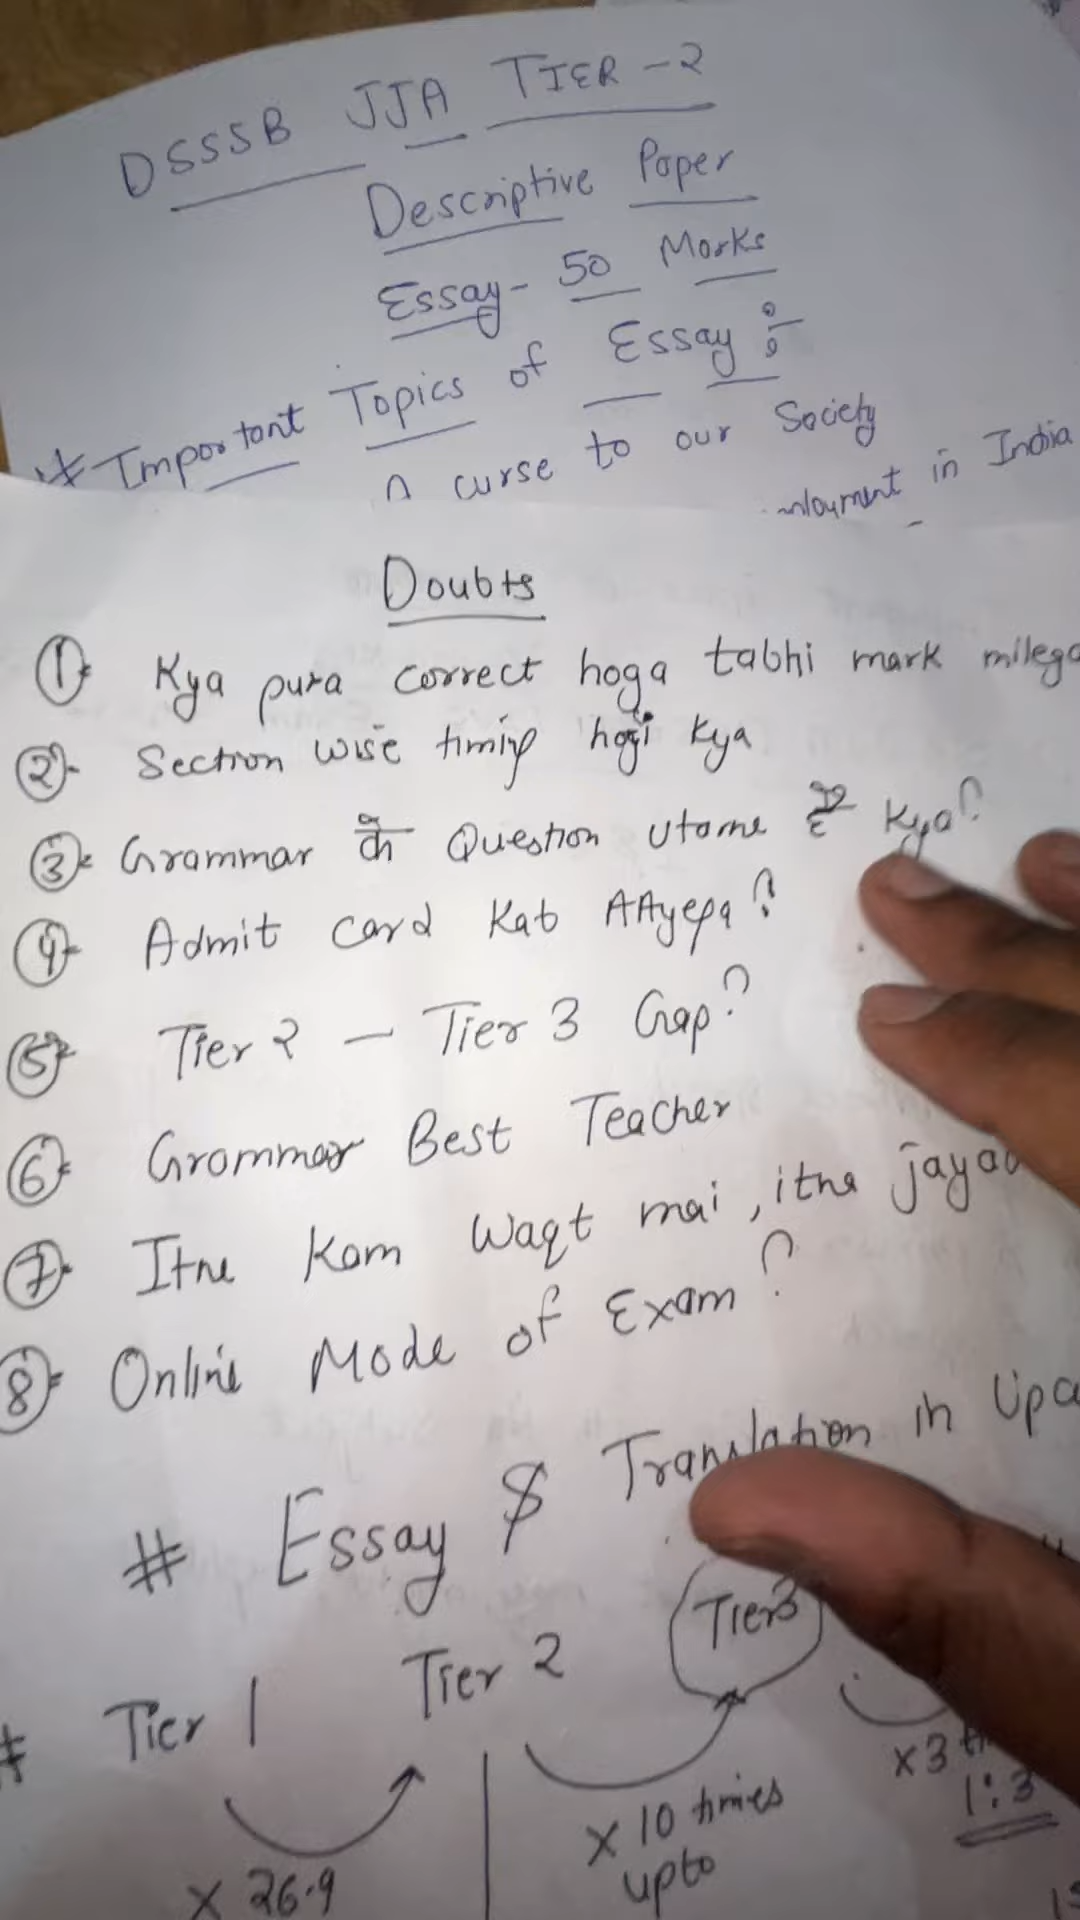 DSSSB JJA TIER-2
Descriptive Paper
Essay- 50 Marks
* Important Topics of Essay :-
A curse to our Society
in India
Doubts
① Kya pura correct hoga tabhi mark milega
② Section wise timing hogi kya
③ Grammar के Question utarne है kya?
④ Admit card Kab AAyega?
⑤ Tier 2 — Tier 3 Gap?
⑥ Grammar Best Teacher
⑦ Itne Kam Waqt mai, itna
⑧ Online Mode of Exam?
# Essay & Translation in
# Tier 1 Tier 2 Tier 3
x 26.9
x 10 times
upto
x 3
1:3